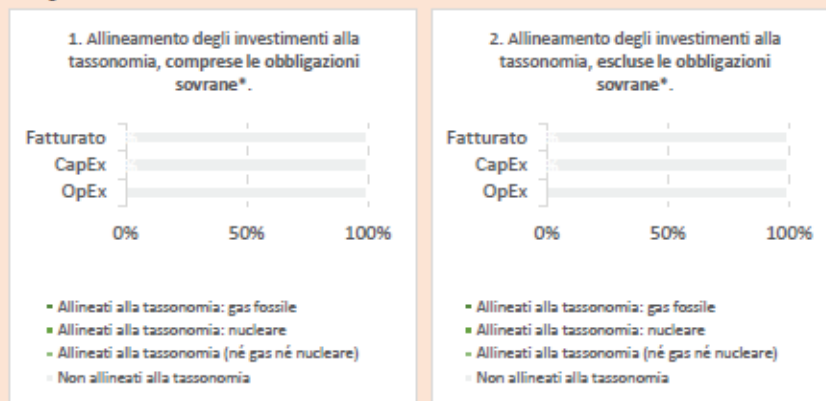 1. Allineamento degli investimenti alla
tassonomia, comprese le obbligazioni
sovrane*.
Fatturato
CapEx
OpEx
0% 50% 100%
▪ Allineati alla tassonomia: gas fossile
▪ Allineati alla tassonomia: nucleare
▪ Allineati alla tassonomia (né gas né nucleare)
▪ Non allineati alla tassonomia
2. Allineamento degli investimenti alla
tassonomia, escluse le obbligazioni
sovrane*.
Fatturato
CapEx
OpEx
0% 50% 100%
▪ Allineati alla tassonomia: gas fossile
▪ Allineati alla tassonomia: nucleare
▪ Allineati alla tassonomia (né gas né nucleare)
▪ Non allineati alla tassonomia